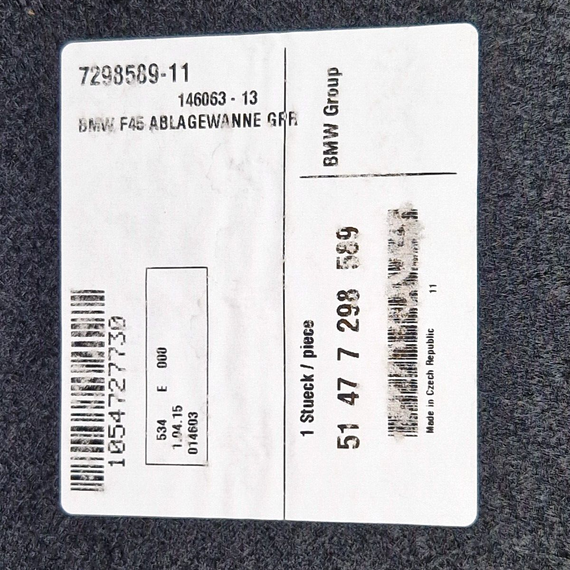 7298589-11
146063 - 13
BMW F45 ABLAGEWANNE GFR
1054727730
534 E 000
1.04.15
014603
BMW Group
1 Stueck / piece
51 47 7 298 589
Made in Czech Republic 11